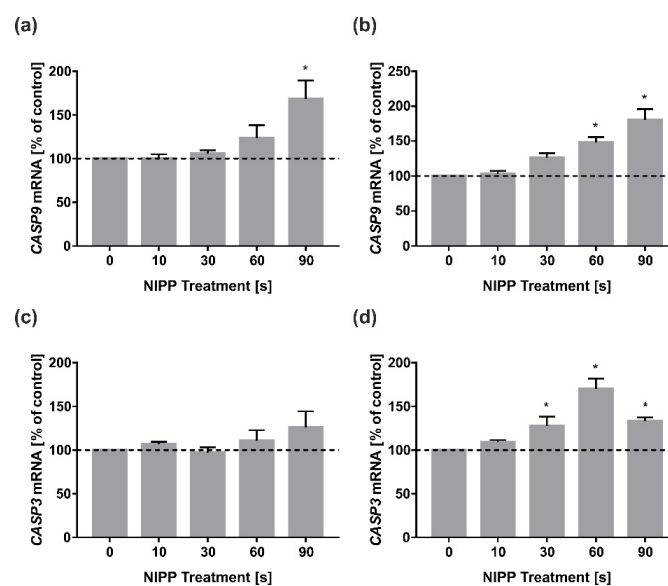 (a)
CASP9 mRNA [% of control]
200
150
100
50
0
*
0 10 30 60 90
NIPP Treatment [s]
(b)
CASP9 mRNA [% of control]
250
200
150
100
50
0
* *
0 10 30 60 90
NIPP Treatment [s]
(c)
CASP3 mRNA [% of control]
200
150
100
50
0
0 10 30 60 90
NIPP Treatment [s]
(d)
CASP3 mRNA [% of control]
200
150
100
50
0
* * *
0 10 30 60 90
NIPP Treatment [s]